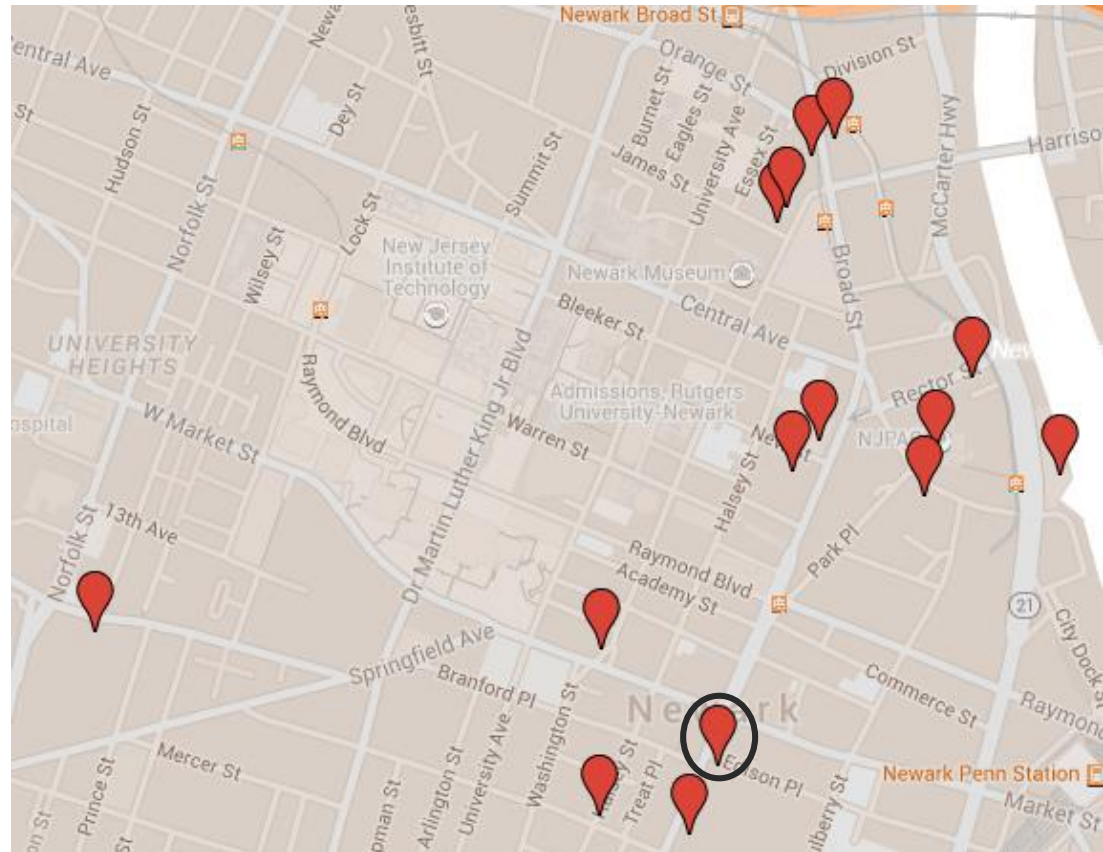 Newark Broad St
Orange St
Division St
Central Ave
Hudson St
Dey St
Burnet St
Eagles St
University Ave
Essex St
James St
McCarter Hwy
Summit St
Norfolk St
Lock St
Wilsey St
New Jersey
Institute of
Technology
Newark Museum
Broad St
Bleeker St
Central Ave
UNIVERSITY
HEIGHTS
Raymond Blvd
Dr Martin Luther King Jr Blvd
Admissions, Rutgers
University-Newark
Rector St
W Market St
Warren St
NJPAC
Halsey St
13th Ave
Norfolk St
Raymond Blvd
Academy St
Park Pl
21
City Dock St
Springfield Ave
Branford Pl
Commerce St
Newark
Mercer St
Prince St
Arlington St
University Ave
Washington St
Treat Pl
Edison Pl
Newark Penn Station
Market St